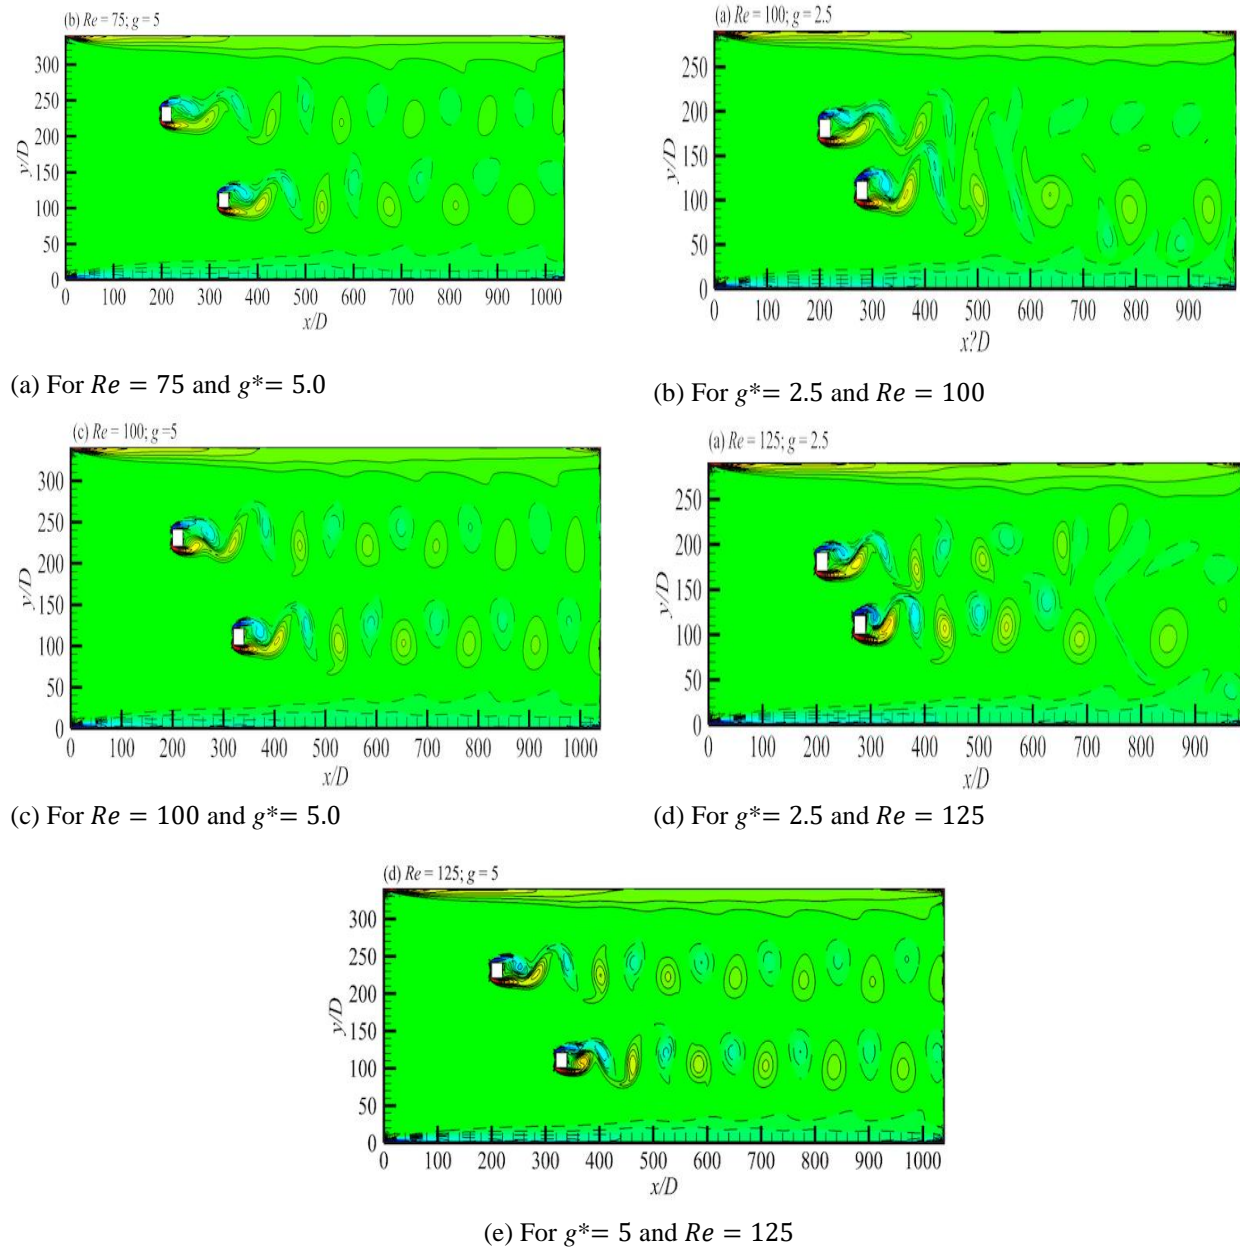 (b) Re = 75; g = 5
300
250
200
150
100
50
0
y/D
0 100 200 300 400 500 600 700 800 900 1000
x/D
(a) For Re = 75 and g*= 5.0
(a) Re = 100; g = 2.5
250
200
150
100
50
0
y/D
0 100 200 300 400 500 600 700 800 900
x?D
(b) For g*= 2.5 and Re = 100
(c) Re = 100; g =5
300
250
200
150
100
50
0
y/D
0 100 200 300 400 500 600 700 800 900 1000
x/D
(c) For Re = 100 and g*= 5.0
(a) Re = 125; g = 2.5
250
200
150
100
50
0
y/D
0 100 200 300 400 500 600 700 800 900
x/D
(d) For g*= 2.5 and Re = 125
(d) Re = 125; g = 5
300
250
200
150
100
50
0
y/D
0 100 200 300 400 500 600 700 800 900 1000
x/D
(e) For g*= 5 and Re = 125